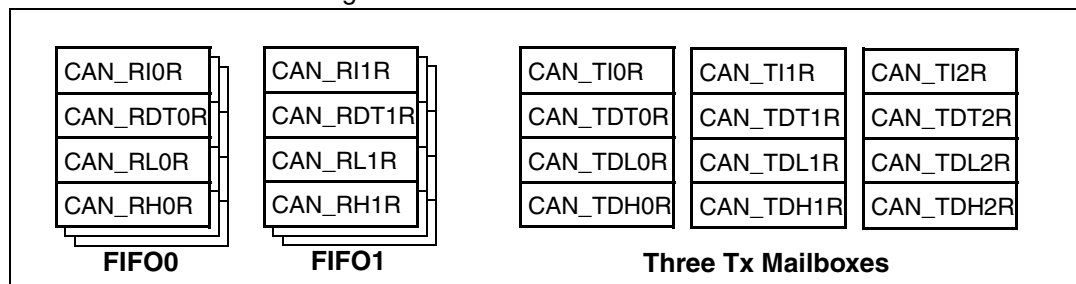 CAN_RI0R CAN_RI1R CAN_TI0R CAN_TI1R CAN_TI2R
CAN_RDT0R CAN_RDT1R CAN_TDT0R CAN_TDT1R CAN_TDT2R
CAN_RL0R CAN_RL1R CAN_TDL0R CAN_TDL1R CAN_TDL2R
CAN_RH0R CAN_RH1R CAN_TDH0R CAN_TDH1R CAN_TDH2R
FIFO0 FIFO1 Three Tx Mailboxes